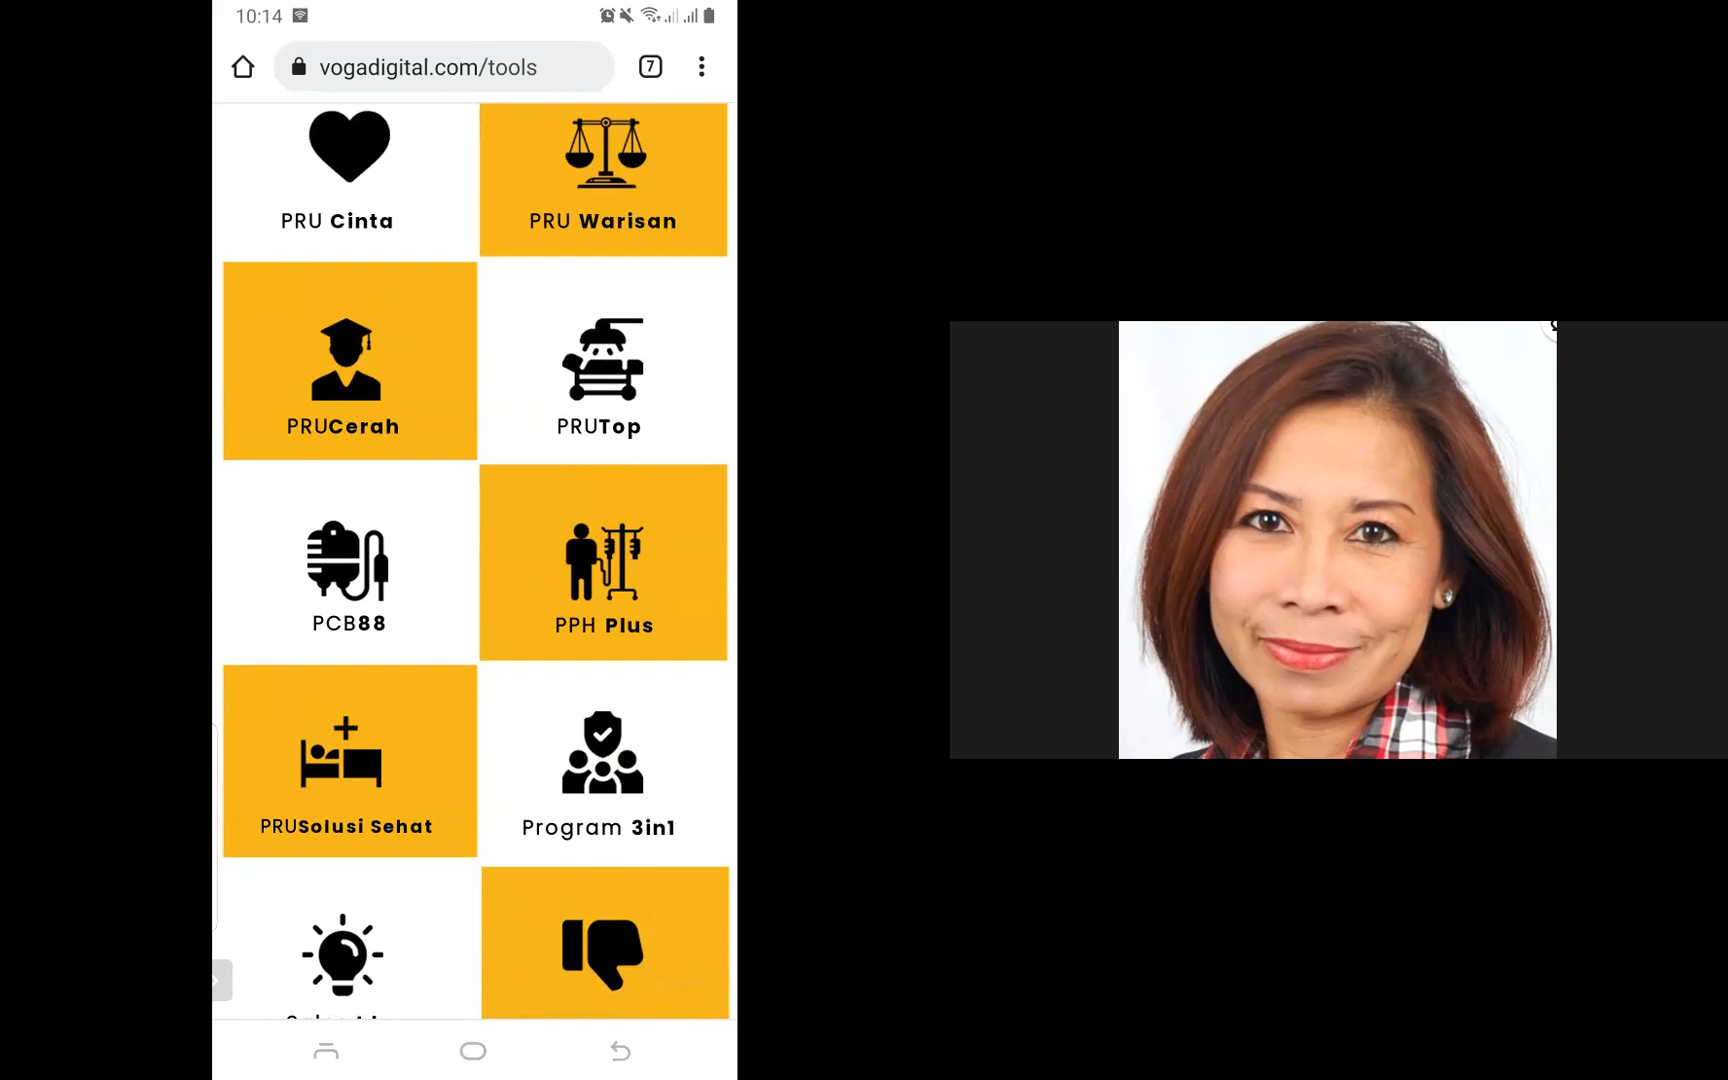 10:14
vogadigital.com/tools
7
PRU Cinta
PRU Warisan
PRUCerah
PRUTop
PCB88
PPH Plus
PRUSolusi Sehat
Program 3in1